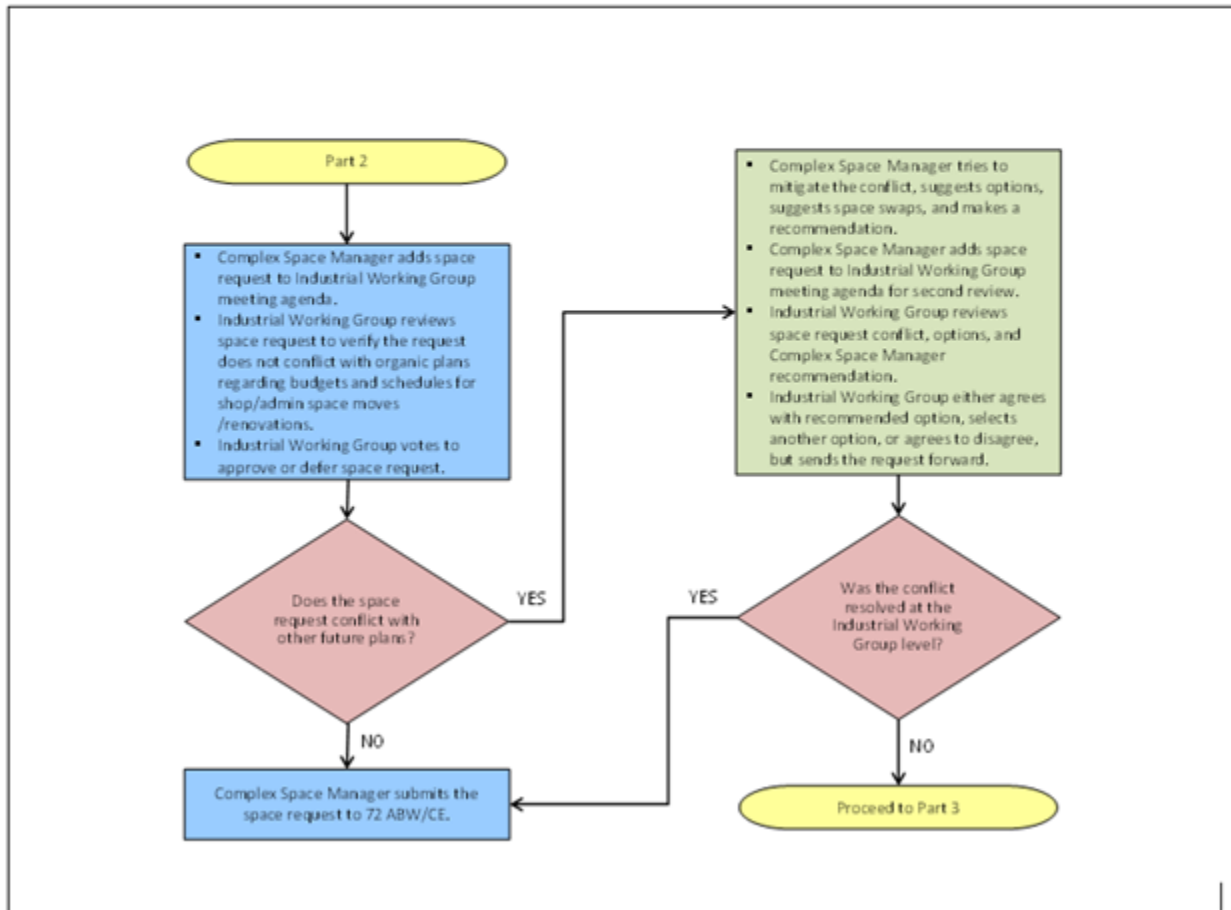 Part 2
▪ Complex Space Manager adds space
request to Industrial Working Group
meeting agenda.
▪ Industrial Working Group reviews
space request to verify the request
does not conflict with organic plans
regarding budgets and schedules for
shop/admin space moves
/renovations.
▪ Industrial Working Group votes to
approve or defer space request.
Does the space
request conflict with
other future plans?
YES
NO
Complex Space Manager submits the
space request to 72 ABW/CE.
▪ Complex Space Manager tries to
mitigate the conflict, suggests options,
suggests space swaps, and makes a
recommendation.
▪ Complex Space Manager adds space
request to Industrial Working Group
meeting agenda for second review.
▪ Industrial Working Group reviews
space request conflict, options, and
Complex Space Manager
recommendation.
▪ Industrial Working Group either agrees
with recommended option, selects
another option, or agrees to disagree,
but sends the request forward.
Was the conflict
resolved at the
Industrial Working
Group level?
YES
NO
Proceed to Part 3